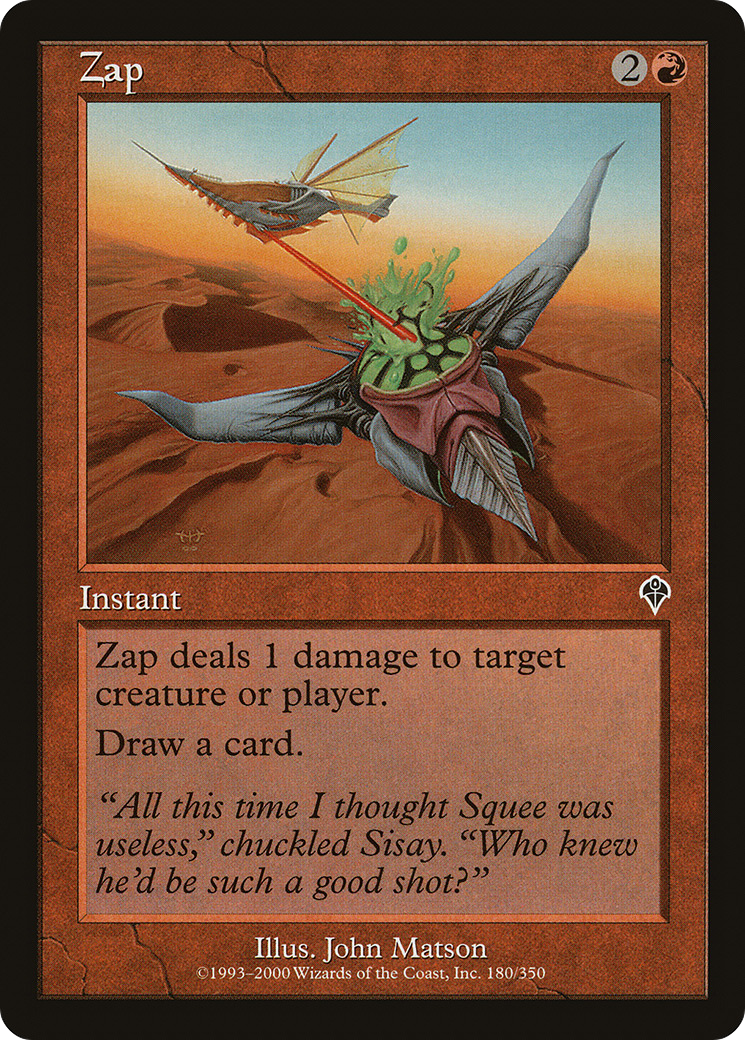 Zap
2
Instant
Zap deals 1 damage to target
creature or player.
Draw a card.
“All this time I thought Squee was
useless,” chuckled Sisay. “Who knew
he’d be such a good shot?”
Illus. John Matson
©1993–2000 Wizards of the Coast, Inc. 180/350